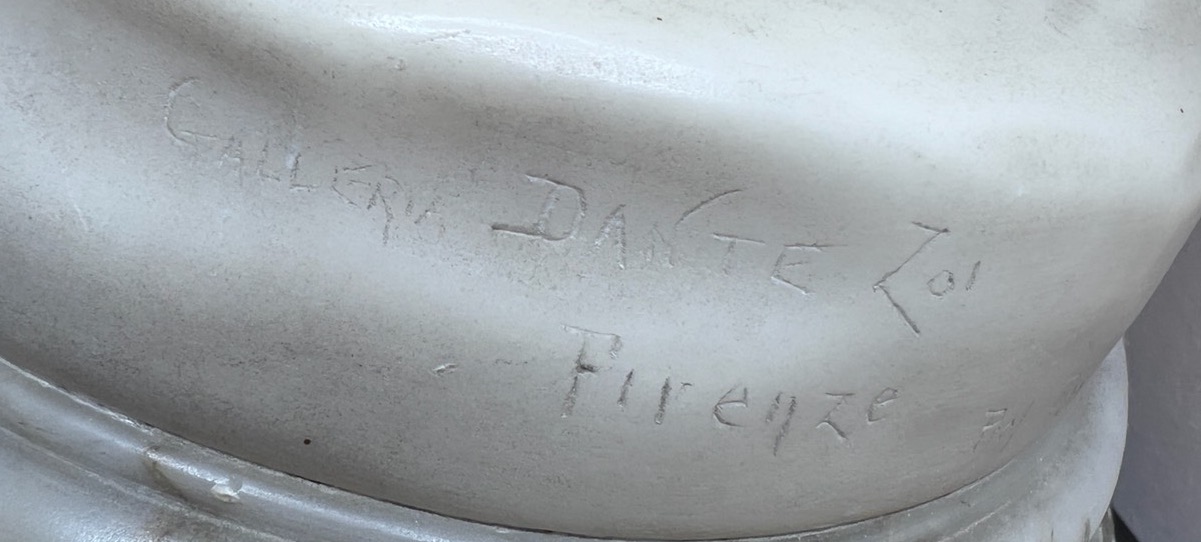 GALLERIA DANTE Zoi
Firenze